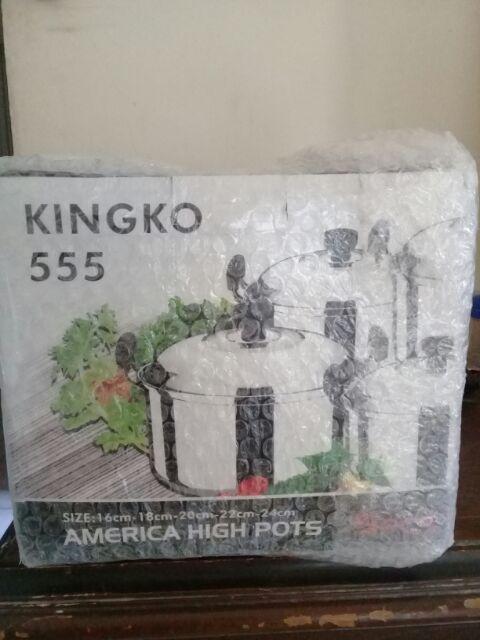 KINGKO
555
SIZE:16cm-18cm-20cm-22cm-24cm
AMERICA HIGH POTS